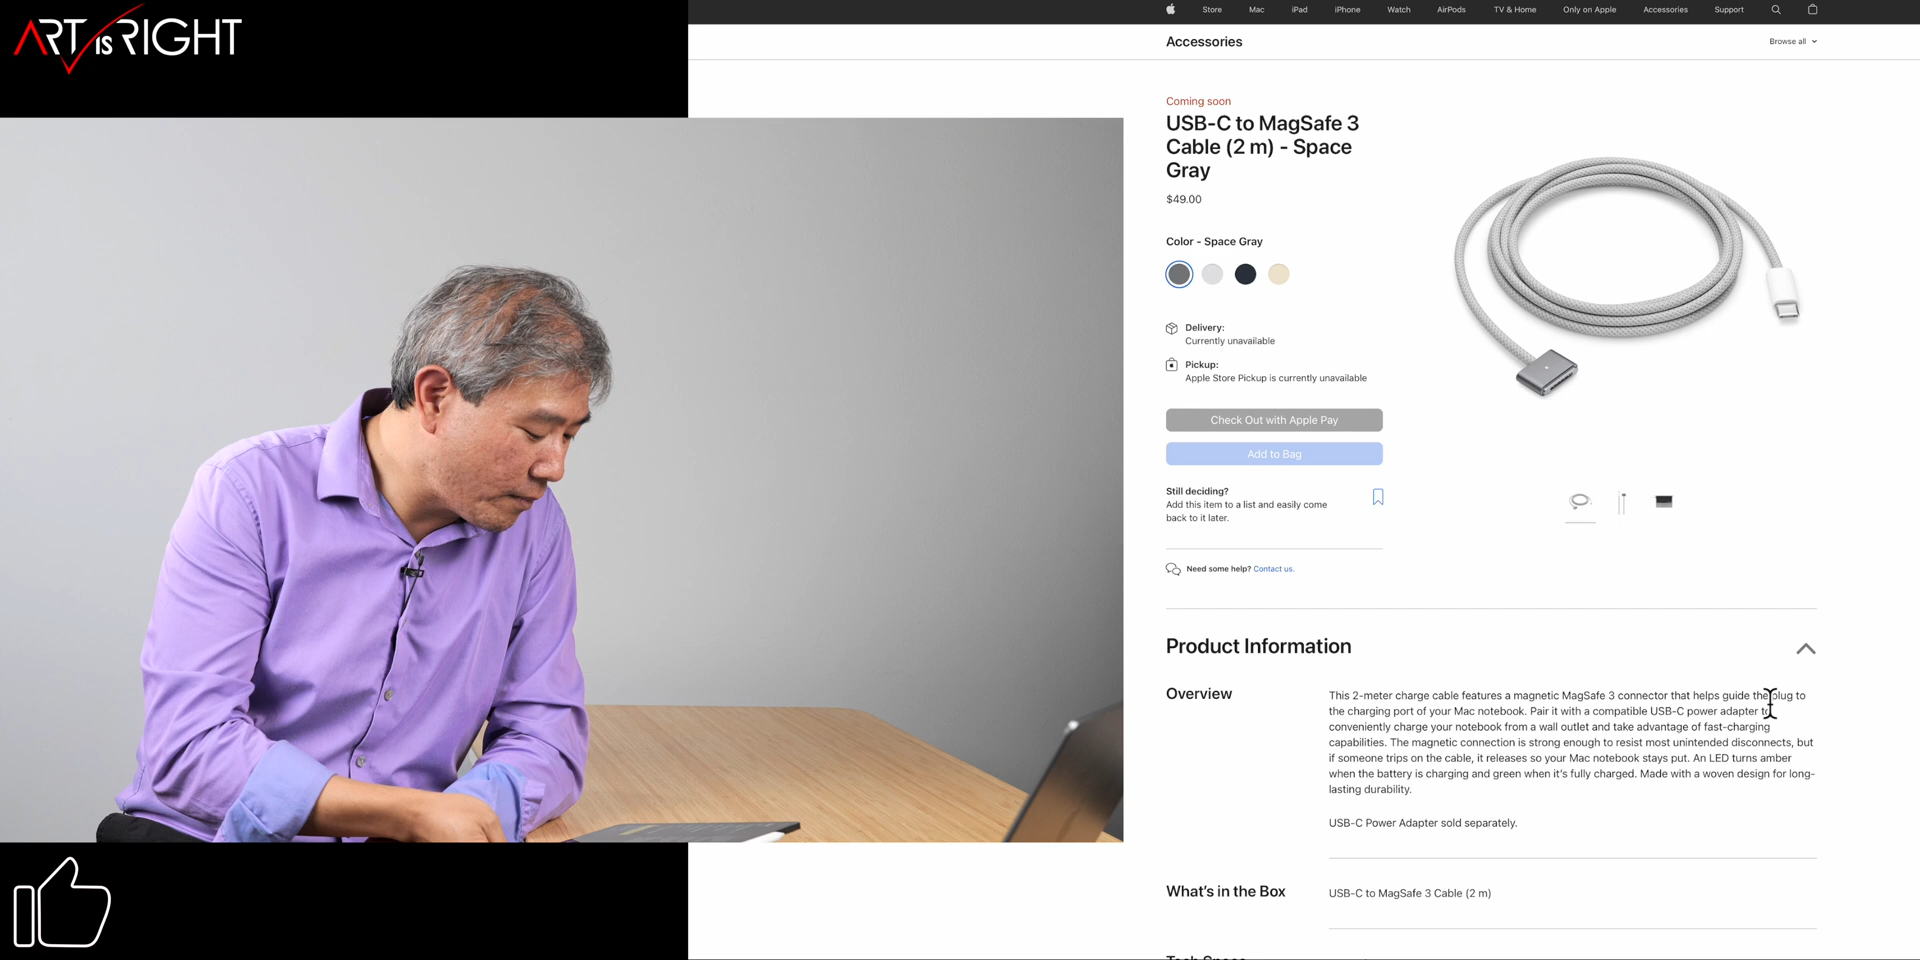 ART IS RIGHT
Store Mac iPad iPhone Watch AirPods TV & Home Only on Apple Accessories Support
Accessories
Browse all
Coming soon
USB-C to MagSafe 3
Cable (2 m) - Space
Gray
$49.00
Color - Space Gray
Delivery:
Currently unavailable
Pickup:
Apple Store Pickup is currently unavailable
Check Out with Apple Pay
Add to Bag
Still deciding?
Add this item to a list and easily come
back to it later.
Need some help? Contact us.
Product Information
Overview
This 2-meter charge cable features a magnetic MagSafe 3 connector that helps guide the plug to
the charging port of your Mac notebook. Pair it with a compatible USB-C power adapter to
conveniently charge your notebook from a wall outlet and take advantage of fast-charging
capabilities. The magnetic connection is strong enough to resist most unintended disconnects, but
if someone trips on the cable, it releases so your Mac notebook stays put. An LED turns amber
when the battery is charging and green when it's fully charged. Made with a woven design for long-
lasting durability.
USB-C Power Adapter sold separately.
What's in the Box
USB-C to MagSafe 3 Cable (2 m)